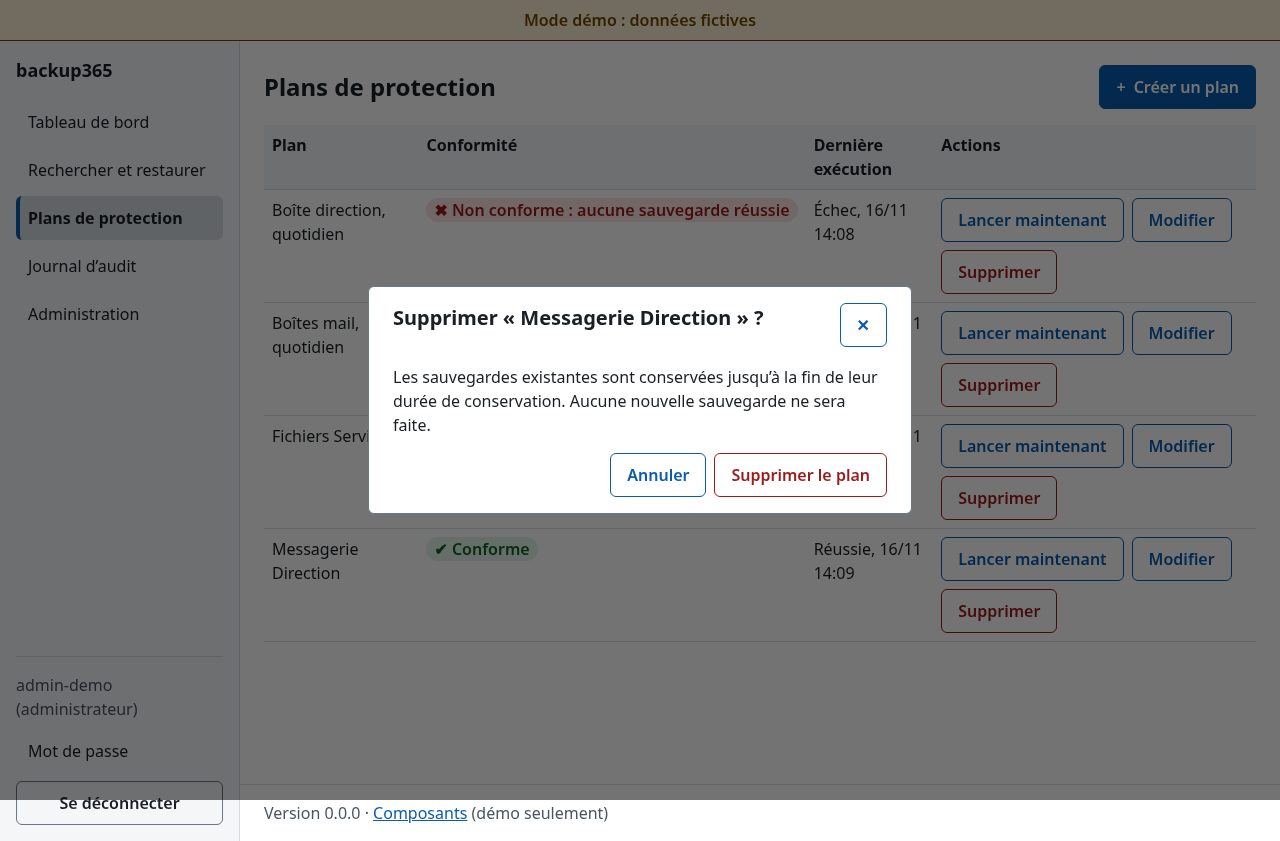 Mode démo : données fictives
backup365
Tableau de bord
Rechercher et restaurer
Plans de protection
Journal d’audit
Administration
admin-demo
(administrateur)
Mot de passe
Se déconnecter
Plans de protection
+ Créer un plan
Plan Conformité Dernière exécution Actions
Boîte direction, quotidien ✖ Non conforme : aucune sauvegarde réussie Échec, 16/11 14:08 Lancer maintenant Modifier
Supprimer
Boîtes mail, quotidien Lancer maintenant Modifier
Supprimer
Fichiers Lancer maintenant Modifier
Supprimer
Messagerie Direction ✔ Conforme Réussie, 16/11 14:09 Lancer maintenant Modifier
Supprimer
Supprimer « Messagerie Direction » ?
×
Les sauvegardes existantes sont conservées jusqu’à la fin de leur
durée de conservation. Aucune nouvelle sauvegarde ne sera
faite.
Annuler Supprimer le plan
Version 0.0.0 · Composants (démo seulement)